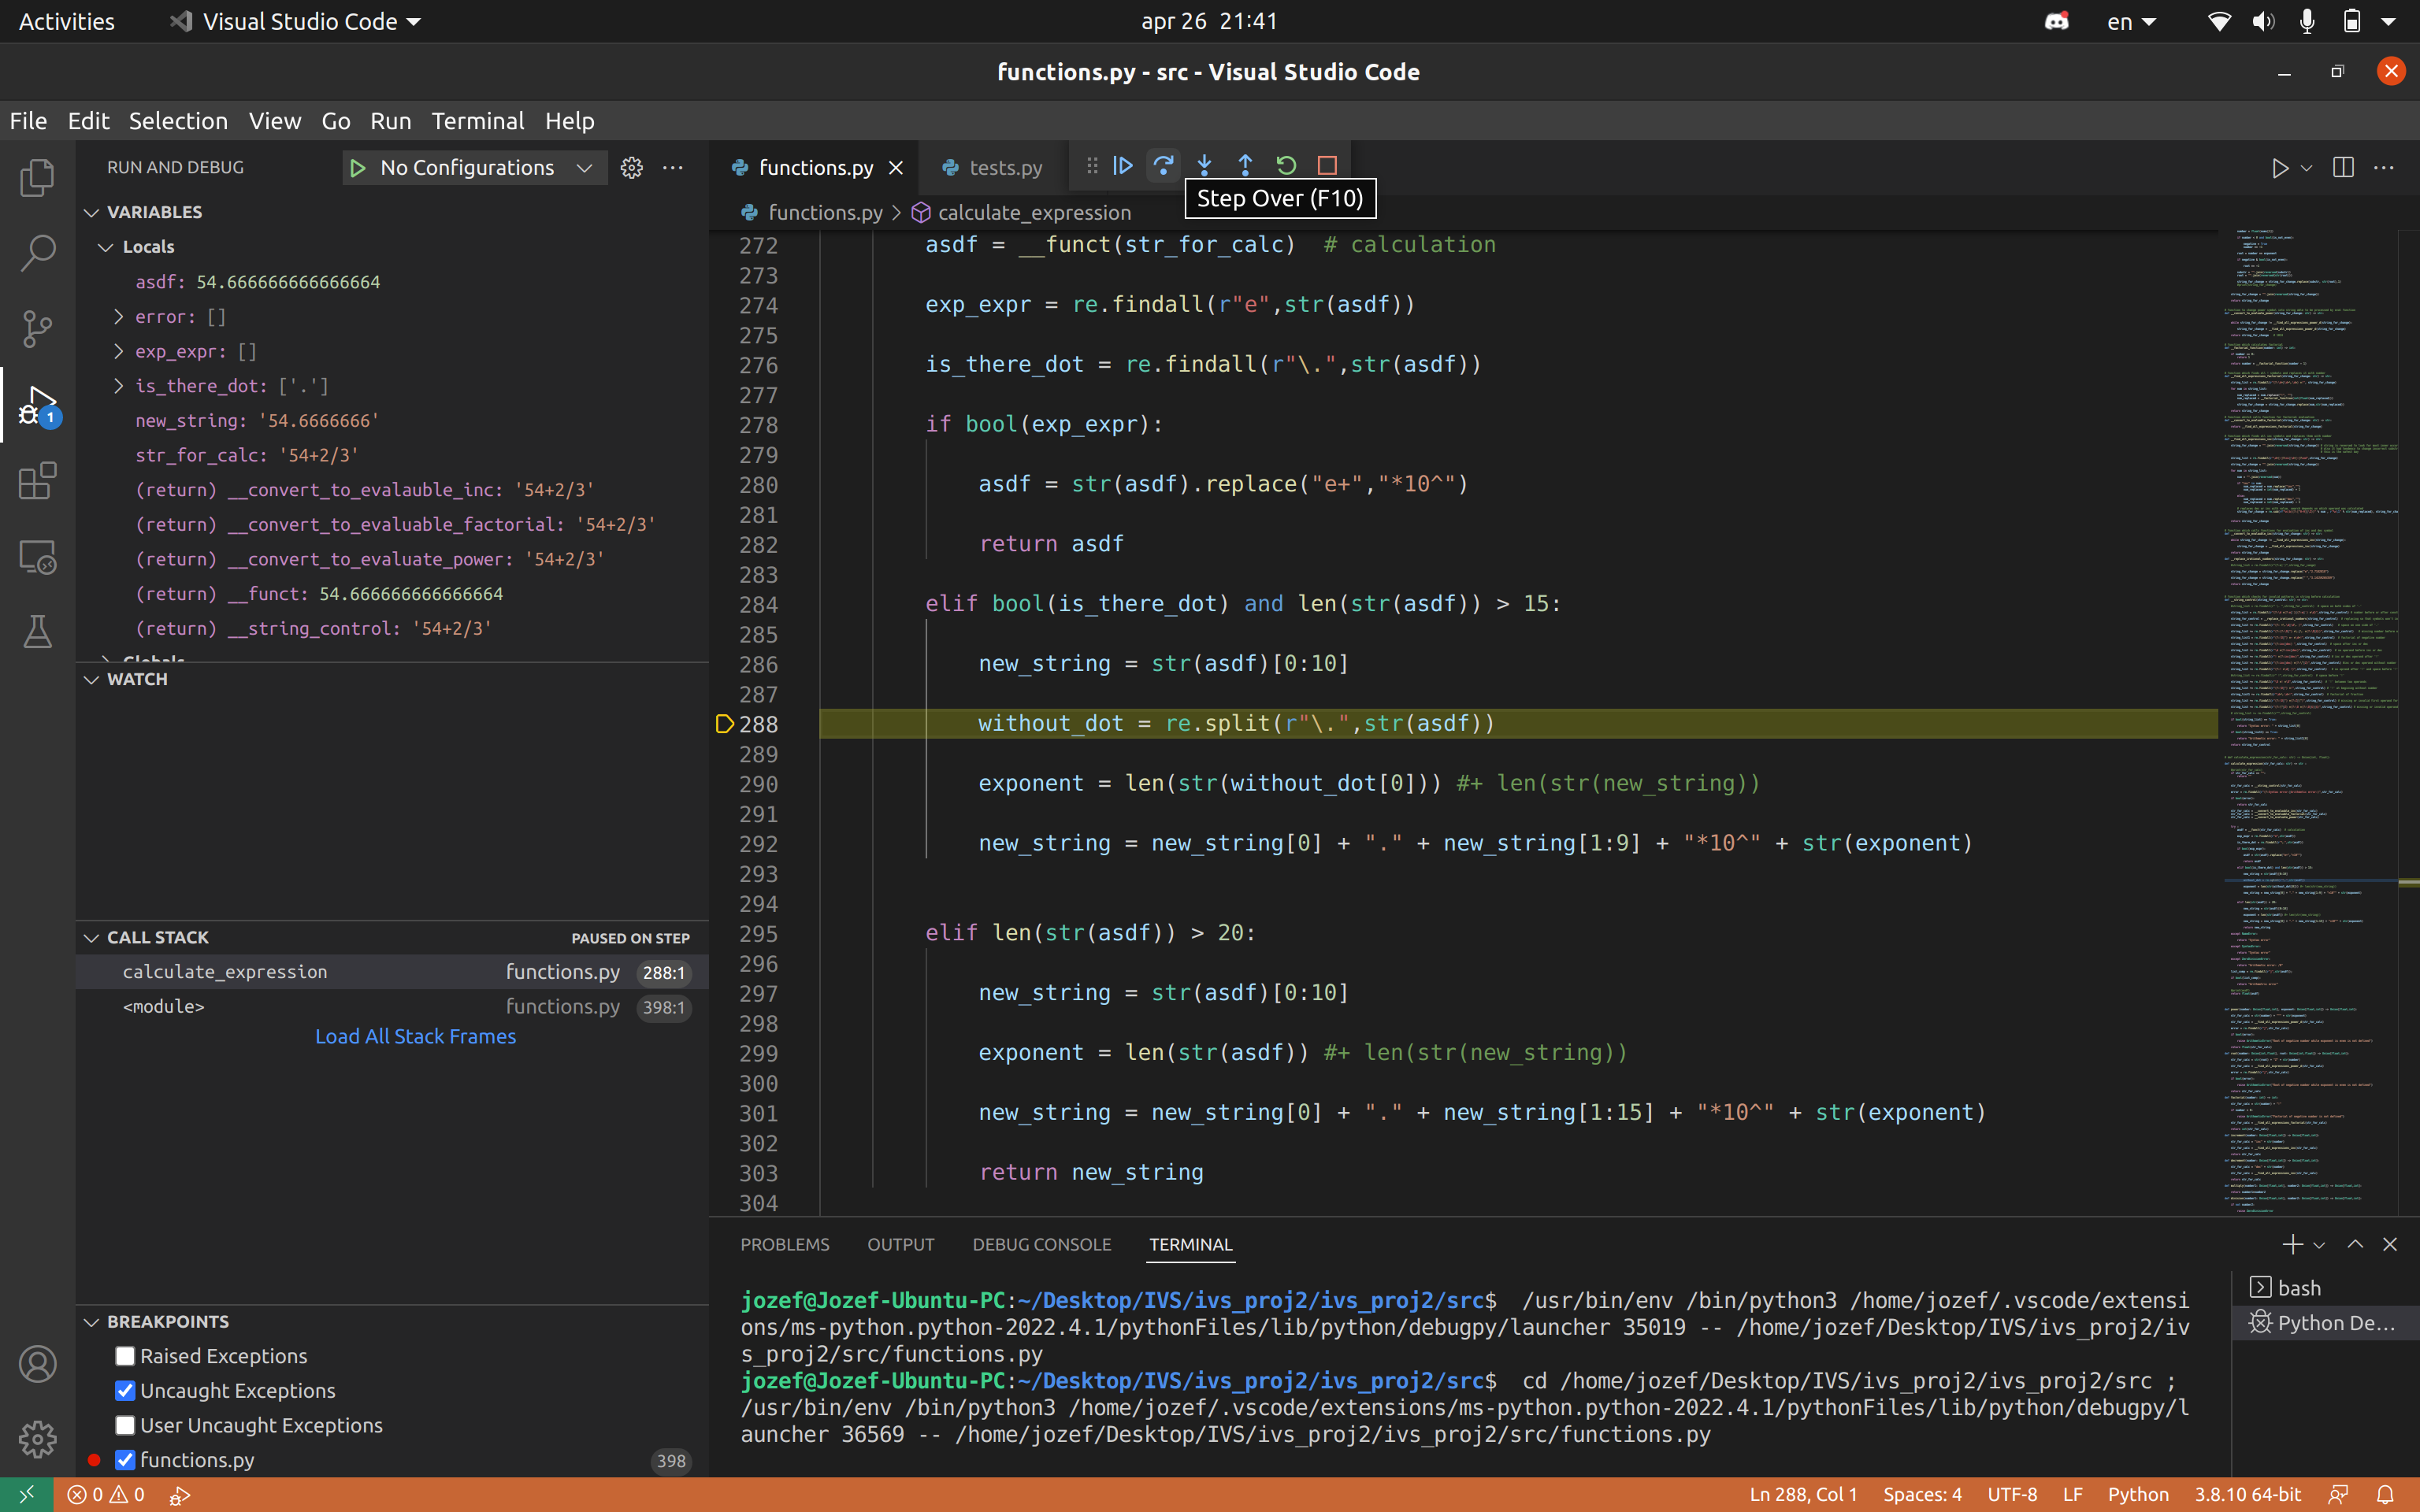 Activities Visual Studio Code apr 26 21:41 en
functions.py - src - Visual Studio Code
File Edit Selection View Go Run Terminal Help
RUN AND DEBUG No Configurations
VARIABLES
Locals
asdf: 54.666666666666664
error: []
exp_expr: []
is_there_dot: ['.']
new_string: '54.6666666'
str_for_calc: '54+2/3'
(return) __convert_to_evalauble_inc: '54+2/3'
(return) __convert_to_evaluable_factorial: '54+2/3'
(return) __convert_to_evaluate_power: '54+2/3'
(return) __funct: 54.666666666666664
(return) __string_control: '54+2/3'
Globals
WATCH
CALL STACK PAUSED ON STEP
calculate_expression functions.py 288:1
<module> functions.py 398:1
Load All Stack Frames
BREAKPOINTS
Raised Exceptions
Uncaught Exceptions
User Uncaught Exceptions
functions.py 398
functions.py tests.py
Step Over (F10)
functions.py > calculate_expression
272 asdf = __funct(str_for_calc) # calculation
273
274 exp_expr = re.findall(r"e",str(asdf))
275
276 is_there_dot = re.findall(r"\.",str(asdf))
277
278 if bool(exp_expr):
279
280 asdf = str(asdf).replace("e+","*10^")
281
282 return asdf
283
284 elif bool(is_there_dot) and len(str(asdf)) > 15:
285
286 new_string = str(asdf)[0:10]
287
288 without_dot = re.split(r"\.",str(asdf))
289
290 exponent = len(str(without_dot[0])) #+ len(str(new_string))
291
292 new_string = new_string[0] + "." + new_string[1:9] + "*10^" + str(exponent)
293
294
295 elif len(str(asdf)) > 20:
296
297 new_string = str(asdf)[0:10]
298
299 exponent = len(str(asdf)) #+ len(str(new_string))
300
301 new_string = new_string[0] + "." + new_string[1:15] + "*10^" + str(exponent)
302
303 return new_string
304
PROBLEMS OUTPUT DEBUG CONSOLE TERMINAL
jozef@Jozef-Ubuntu-PC:~/Desktop/IVS/ivs_proj2/ivs_proj2/src$ /usr/bin/env /bin/python3 /home/jozef/.vscode/extensi
ons/ms-python.python-2022.4.1/pythonFiles/lib/python/debugpy/launcher 35019 -- /home/jozef/Desktop/IVS/ivs_proj2/iv
s_proj2/src/functions.py
jozef@Jozef-Ubuntu-PC:~/Desktop/IVS/ivs_proj2/ivs_proj2/src$ cd /home/jozef/Desktop/IVS/ivs_proj2/ivs_proj2/src ;
/usr/bin/env /bin/python3 /home/jozef/.vscode/extensions/ms-python.python-2022.4.1/pythonFiles/lib/python/debugpy/l
auncher 36569 -- /home/jozef/Desktop/IVS/ivs_proj2/ivs_proj2/src/functions.py
bash
Python De...
1
0 0 Ln 288, Col 1 Spaces: 4 UTF-8 LF Python 3.8.10 64-bit